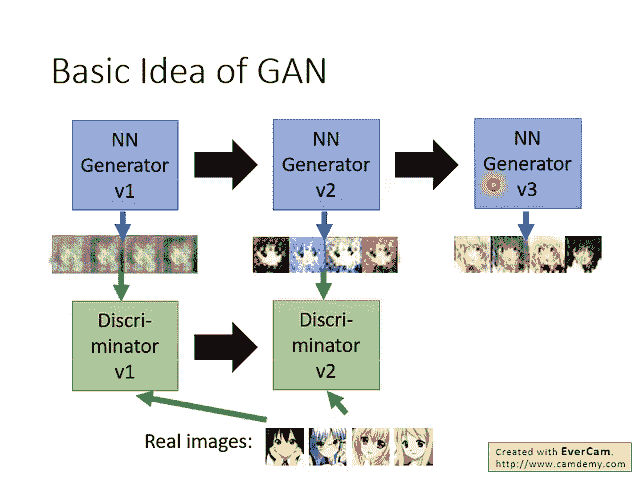 Basic Idea of GAN
NN
Generator
v1
NN
Generator
v2
NN
Generator
v3
Discri-
minator
v1
Discri-
minator
v2
Real images:
Created with EverCam.
http://www.camdemy.com